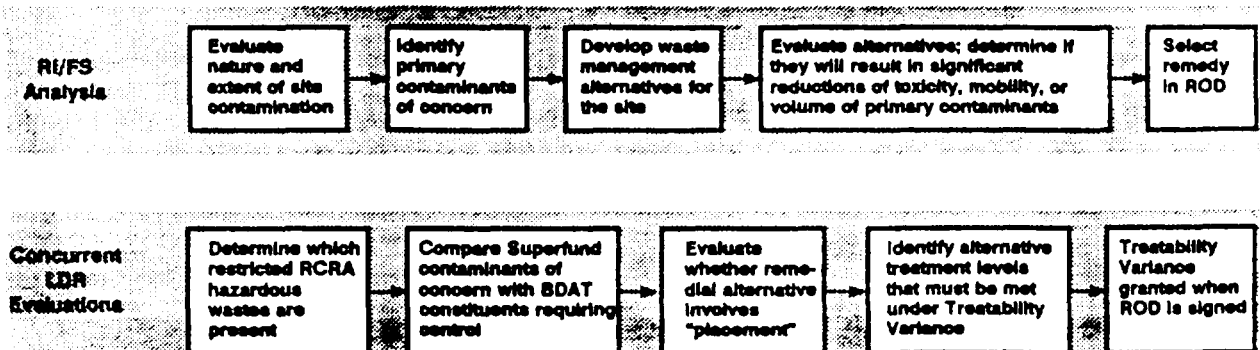 RI/FS
Analysis
Evaluate
nature and
extent of site
contamination
Identify
primary
contaminants
of concern
Develop waste
management
alternatives for
the site
Evaluate alternatives; determine if
they will result in significant
reductions of toxicity, mobility, or
volume of primary contaminants
Select
remedy
in ROD
Concurrent
LDR
Evaluations
Determine which
restricted RCRA
hazardous
wastes are
present
Compare Superfund
contaminants of
concern with BDAT
constituents requiring
control
Evaluate
whether reme-
dial alternative
involves
"placement"
Identify alternative
treatment levels
that must be met
under Treatability
Variance
Treatability
Variance
granted when
ROD is signed